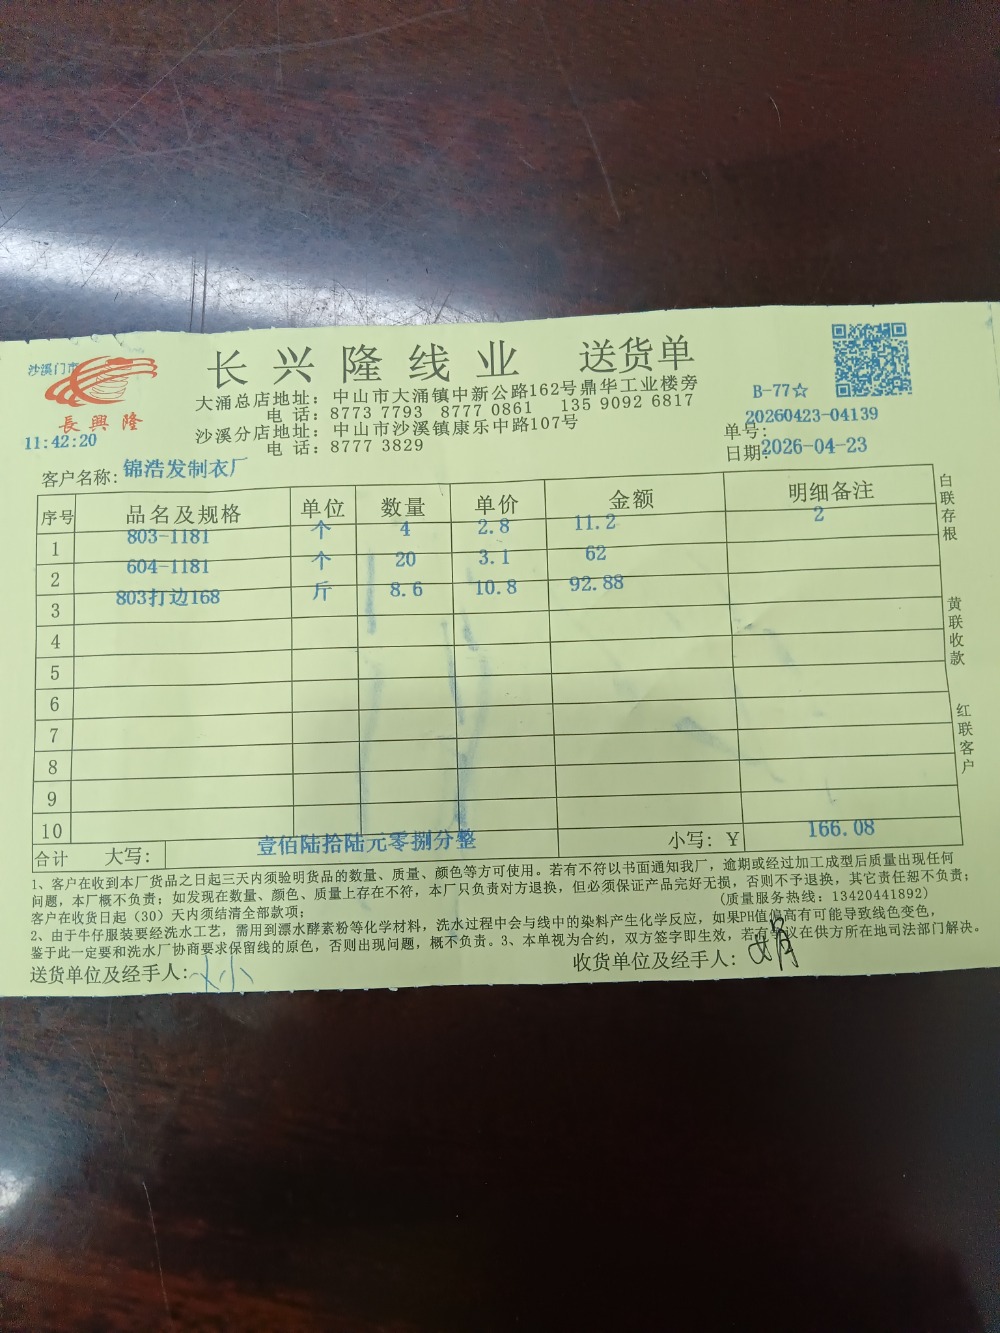 沙溪门市
長興隆
11:42:20
长兴隆线业 送货单
大涌总店地址：中山市大涌镇中新公路162号鼎华工业楼旁
电 话：8773 7793 8777 0861 135 9092 6817
沙溪分店地址：中山市沙溪镇康乐中路107号
电 话：8777 3829
B-77☆
单号：20260423-04139
日期：2026-04-23
客户名称：锦浩发制衣厂
序号 品名及规格 单位 数量 单价 金额 明细备注
1 803-1181 个 4 2.8 11.2 2
2 604-1181 个 20 3.1 62
3 803打边168 斤 8.6 10.8 92.88
4
5
6
7
8
9
10
合计 大写：壹佰陆拾陆元零捌分整 小写：¥ 166.08
白联存根
黄联收款
红联客户
1、客户在收到本厂货品之日起三天内须验明货品的数量、质量、颜色等方可使用。若有不符以书面通知我厂，逾期或经过加工成型后质量出现任何
问题，本厂概不负责；如发现在数量、颜色、质量上存在不符，本厂只负责对方退换，但必须保证产品完好无损，否则不予退换，其它责任恕不负责；
客户在收货日起（30）天内须结清全部款项； (质量服务热线：13420441892)
2、由于牛仔服装要经洗水工艺，需用到漂水酵素粉等化学材料，洗水过程中会与线中的染料产生化学反应，如果PH值偏高有可能导致线色变色，
鉴于此一定要和洗水厂协商要求保留线的原色，否则出现问题，概不负责。3、本单视为合约，双方签字即生效，若有争议在供方所在地司法部门解决。
送货单位及经手人：
收货单位及经手人：